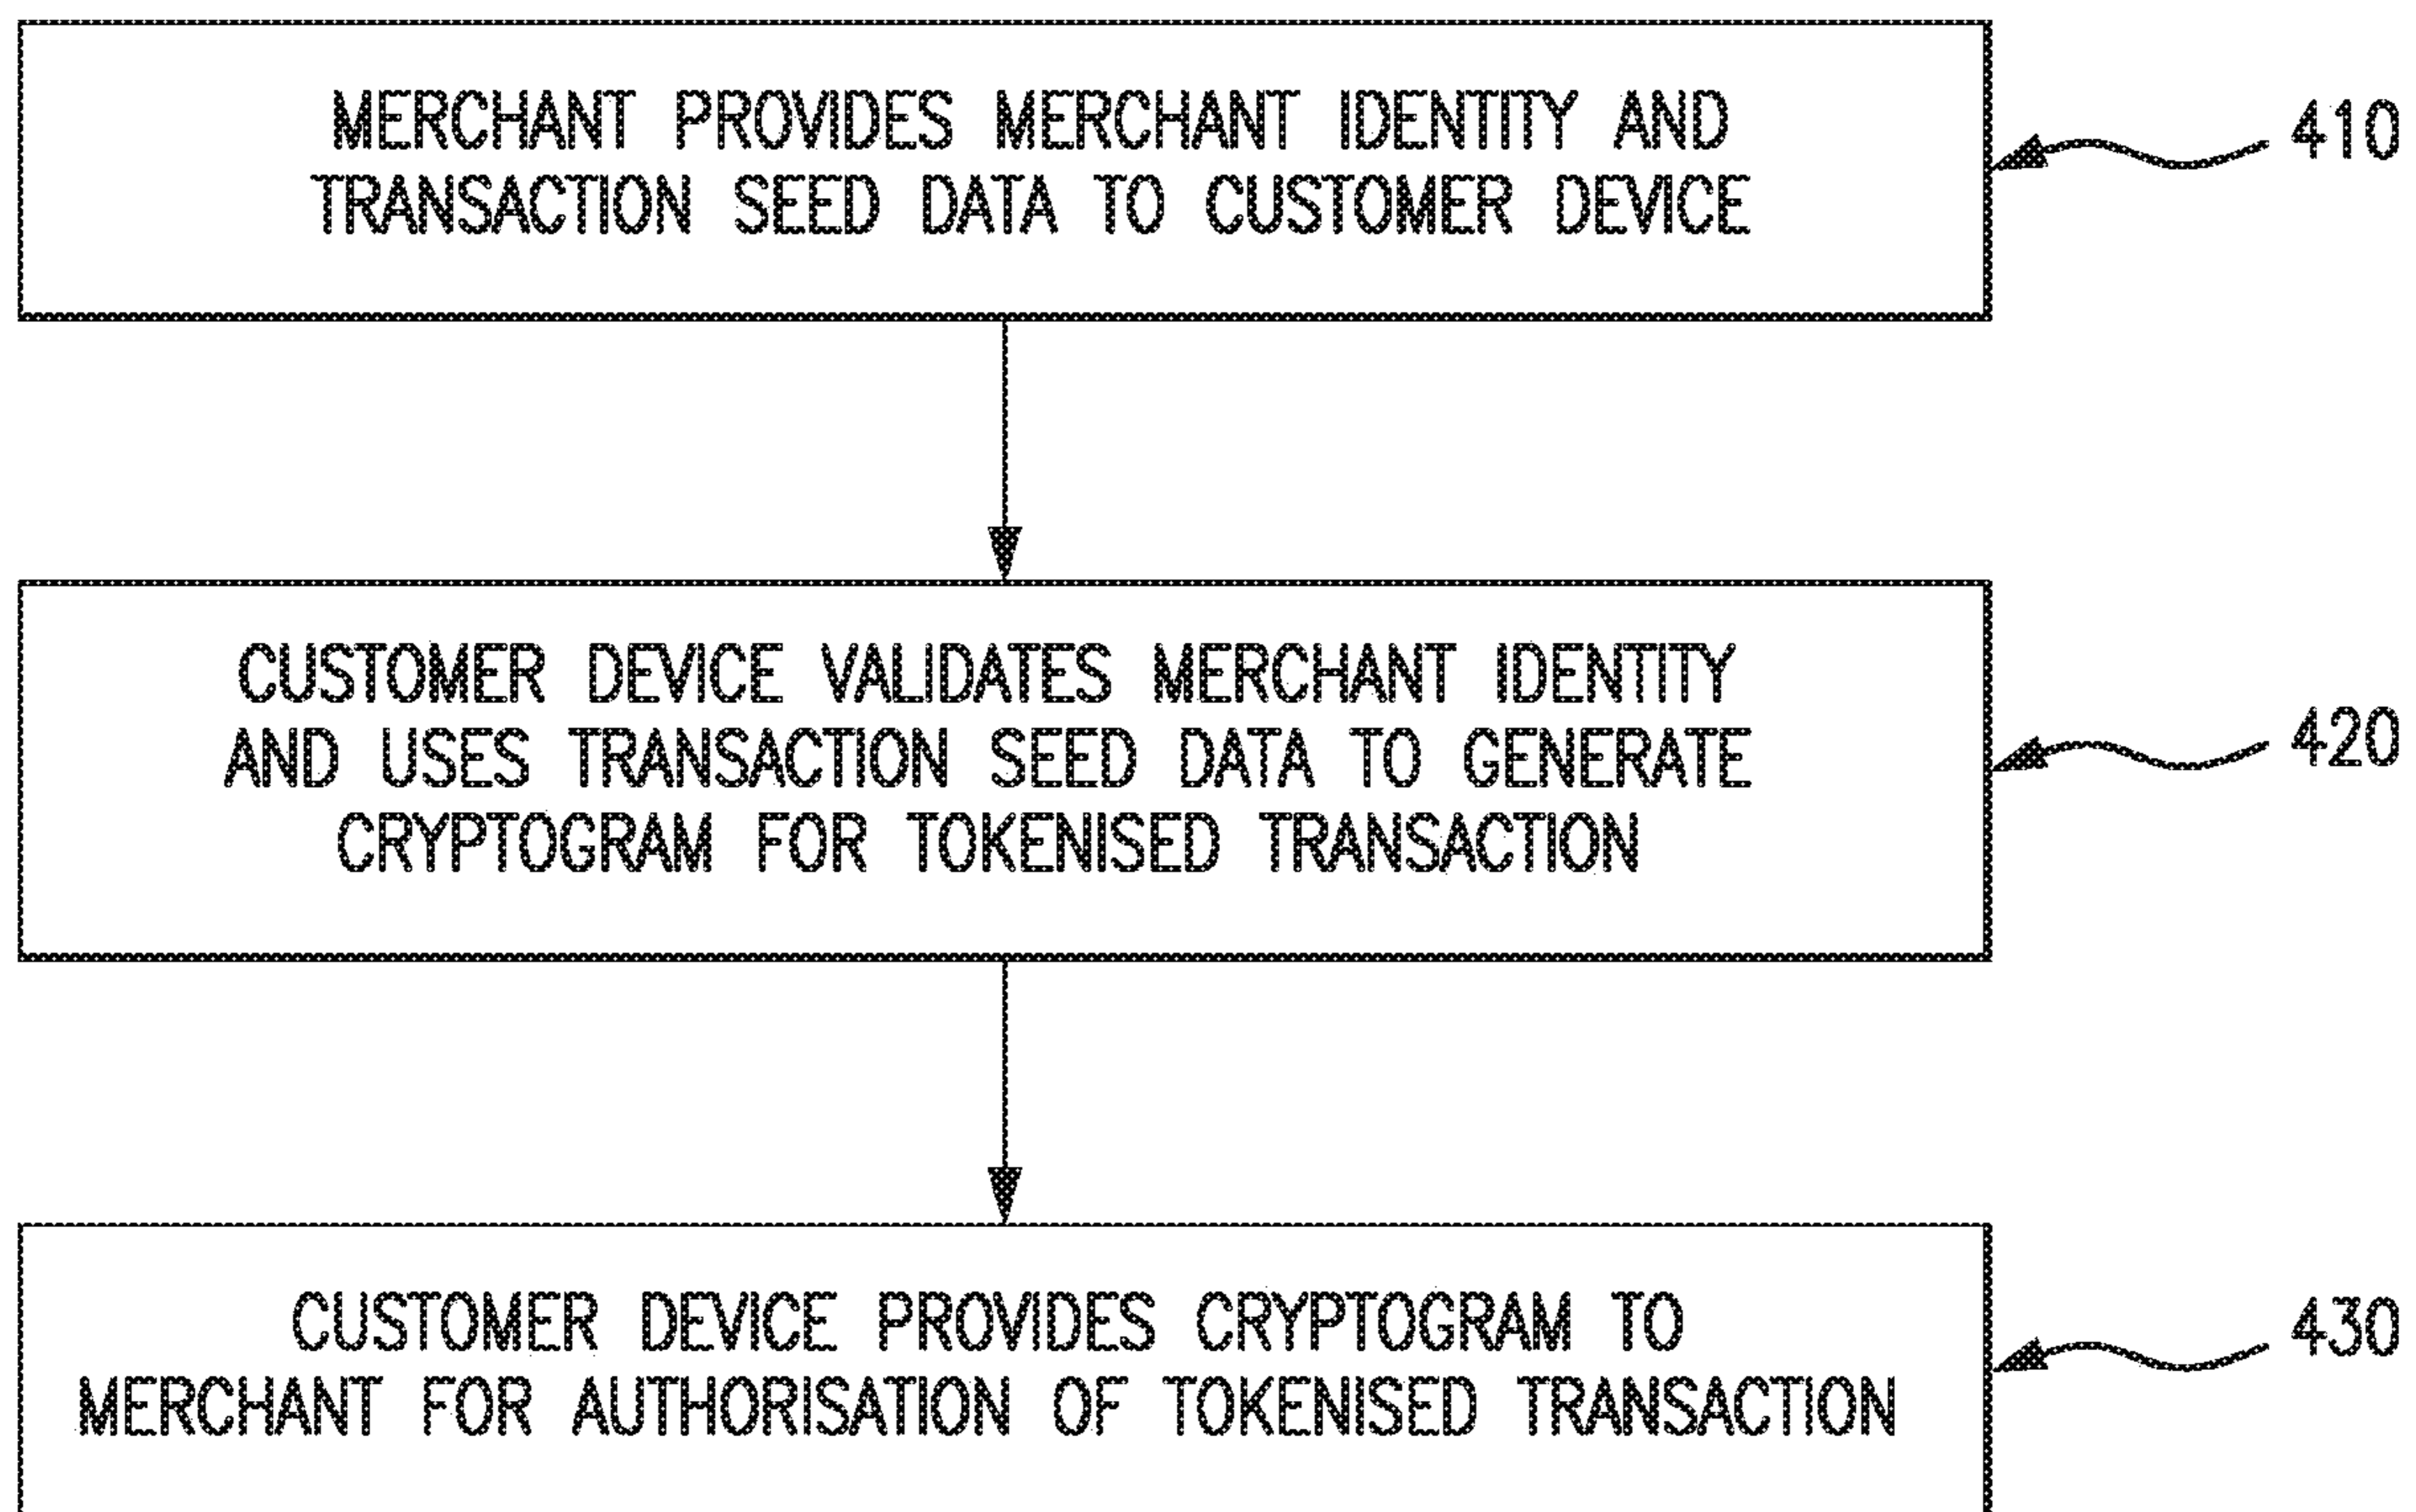 MERCHANT PROVIDES MERCHANT IDENTITY AND
TRANSACTION SEED DATA TO CUSTOMER DEVICE
410
CUSTOMER DEVICE VALIDATES MERCHANT IDENTITY
AND USES TRANSACTION SEED DATA TO GENERATE
CRYPTOGRAM FOR TOKENISED TRANSACTION
420
CUSTOMER DEVICE PROVIDES CRYPTOGRAM TO
MERCHANT FOR AUTHORISATION OF TOKENISED TRANSACTION
430